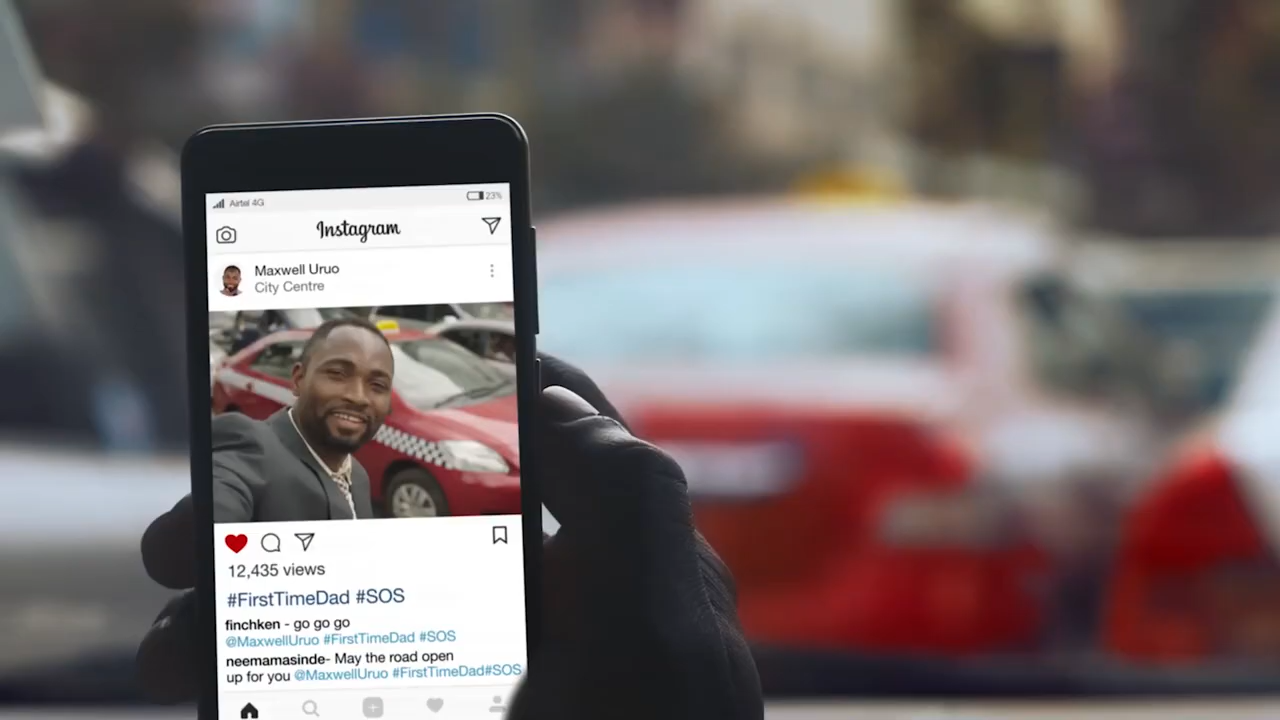 Airtel 4G
23%
Instagram
Maxwell Uruo
City Centre
12,435 views
#FirstTimeDad #SOS
finchken - go go go
@MaxwellUruo #FirstTimeDad #SOS
neemamasinde- May the road open
up for you @MaxwellUruo #FirstTimeDad#SOS